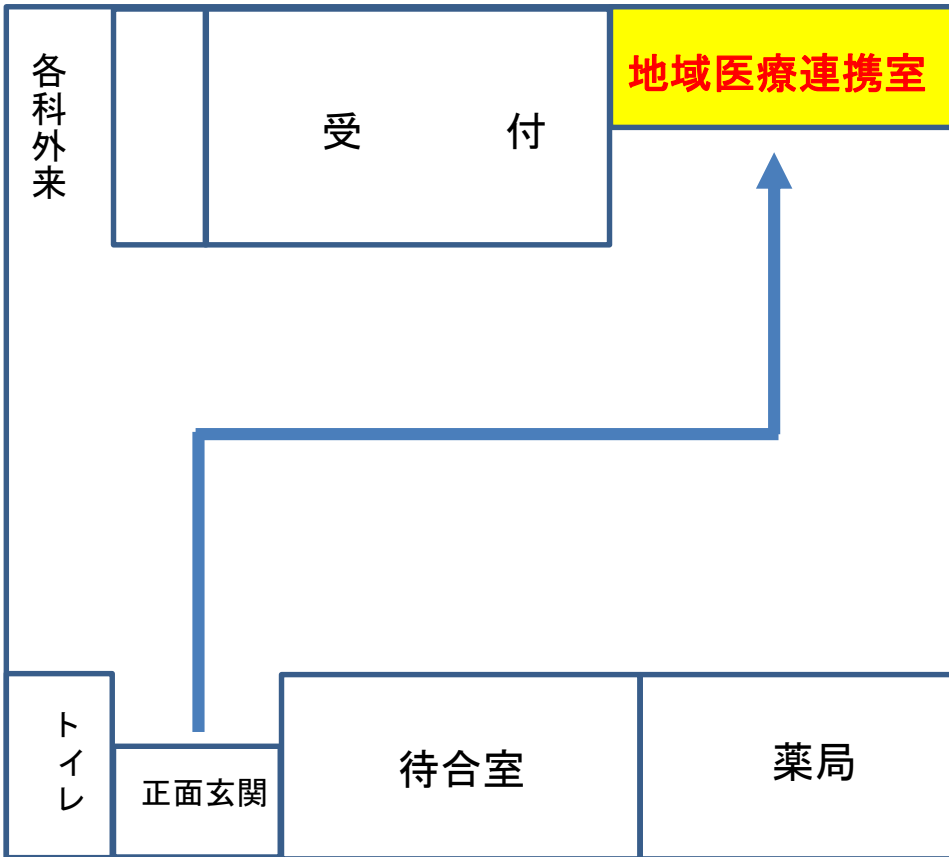 各科外来
受　付
地域医療連携室
トイレ
正面玄関
待合室
薬局